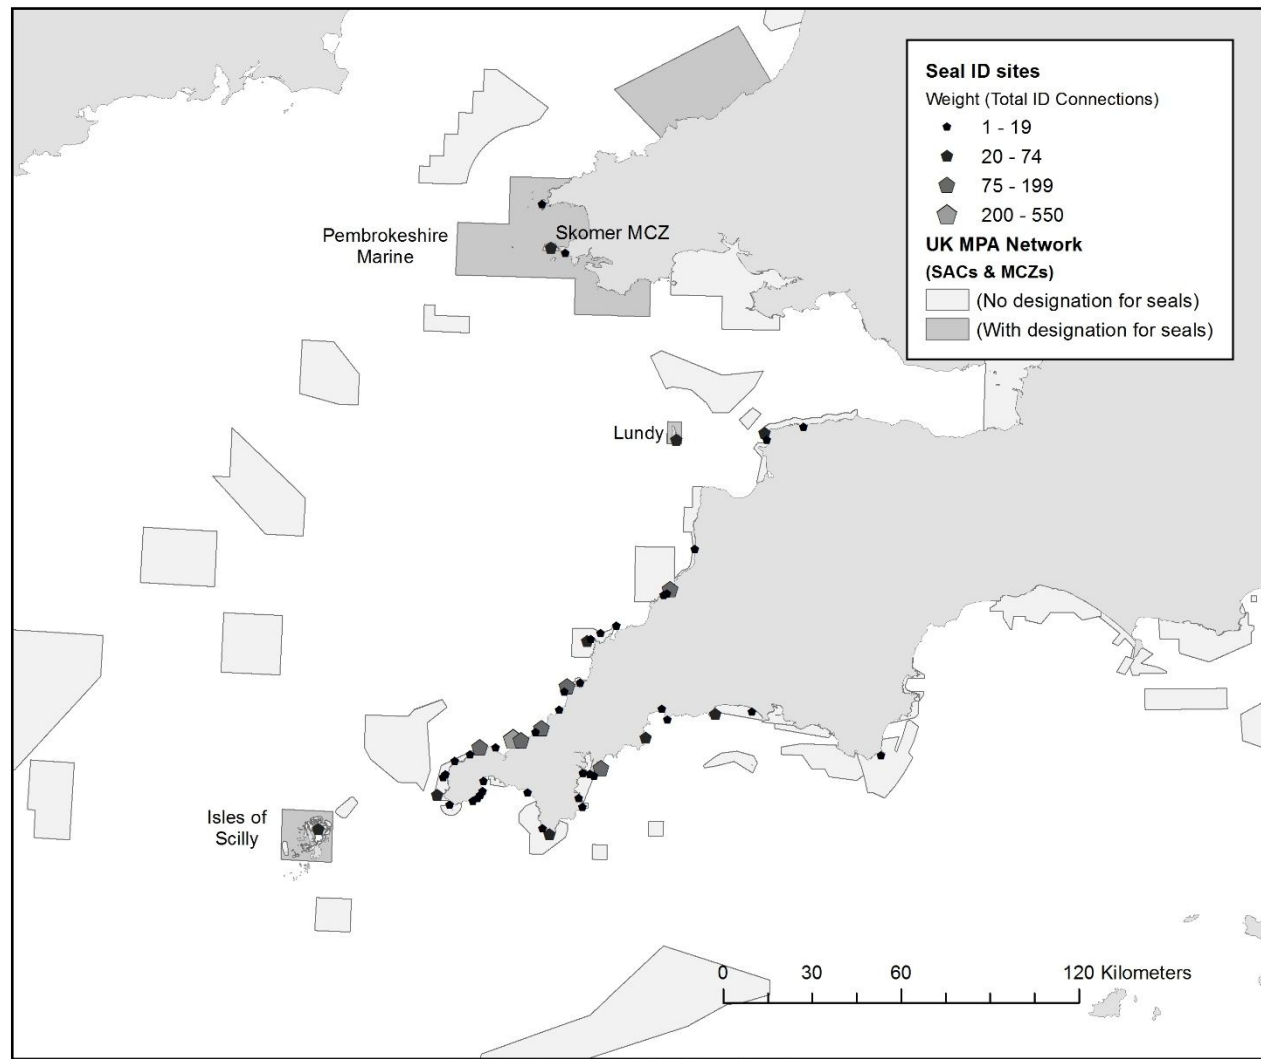 Seal ID sites
Weight (Total ID Connections)
1 - 19
20 - 74
75 - 199
200 - 550
UK MPA Network
(SACs & MCZs)
(No designation for seals)
(With designation for seals)
Pembrokeshire
Marine
Skomer MCZ
Lundy
Isles of
Scilly
0 30 60 120 Kilometers